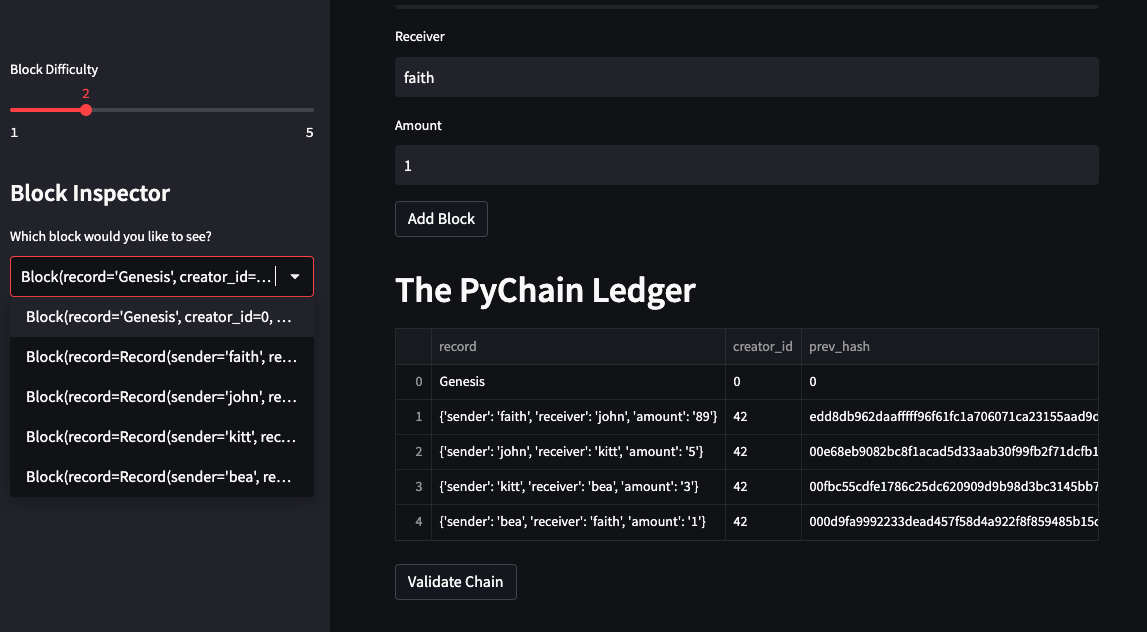 Block Difficulty
2
1 5
Block Inspector
Which block would you like to see?
Block(record='Genesis', creator_id=...
Block(record='Genesis', creator_id=0, ...
Block(record=Record(sender='faith', re...
Block(record=Record(sender='john', re...
Block(record=Record(sender='kitt', rec...
Block(record=Record(sender='bea', re...
Receiver
faith
Amount
1
Add Block
The PyChain Ledger
record creator_id prev_hash
0 Genesis 0 0
1 {'sender': 'faith', 'receiver': 'john', 'amount': '89'} 42 edd8db962daafffff96f61fc1a706071ca23155aad9d
2 {'sender': 'john', 'receiver': 'kitt', 'amount': '5'} 42 00e68eb9082bc8f1acad5d33aab30f99fb2f71dcfb1
3 {'sender': 'kitt', 'receiver': 'bea', 'amount': '3'} 42 00fbc55cdfe1786c25dc620909d9b98d3bc3145bb7
4 {'sender': 'bea', 'receiver': 'faith', 'amount': '1'} 42 000d9fa9992233dead457f58d4a922f8f859485b15c
Validate Chain